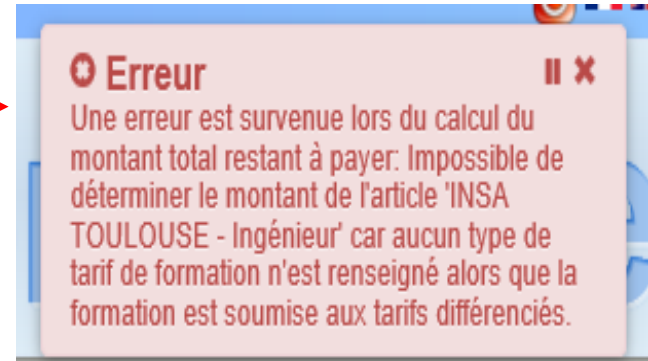 Erreur
Une erreur est survenue lors du calcul du
montant total restant à payer: Impossible de
déterminer le montant de l'article 'INSA
TOULOUSE - Ingénieur' car aucun type de
tarif de formation n'est renseigné alors que la
formation est soumise aux tarifs différenciés.